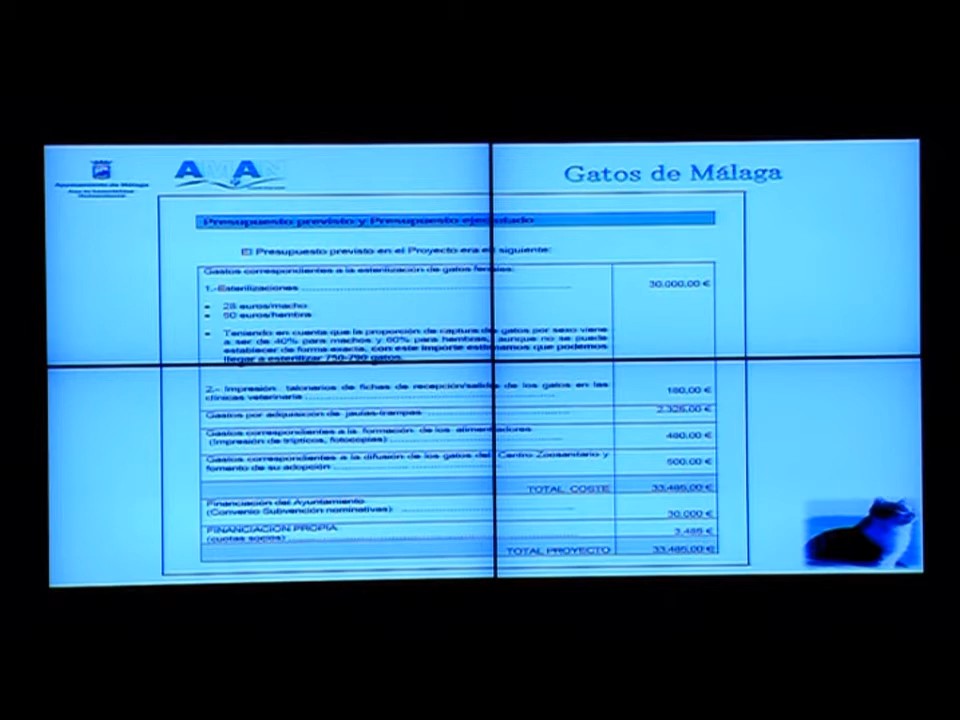 Ayuntamiento de Málaga
AMAN
Gatos de Málaga
Presupuesto previsto y Presupuesto ejecutado
Presupuesto previsto en el Proyecto era el siguiente:
Gastos correspondientes a la esterilización de gatos ferales:
1.-Esterilizaciones 30.000,00 €
28 euros/macho
50 euros/hembra
Teniendo en cuenta que la proporción de captura de gatos por sexo viene
a ser de 40% para machos y 60% para hembras, aunque no se puede
establecer de forma exacta, con este importe estimamos que podemos
llegar a esterilizar 750-790 gatos.
2.- Impresión talonarios de fichas de recepción/salida de los gatos en las
clínicas veterinaria 180,00 €
Gastos por adquisición de jaulas-trampas 2.325,00 €
Gastos correspondientes a la formación de los alimentadores
(Impresión de trípticos, fotocopias) 480,00 €
Gastos correspondientes a la difusión de los gatos del Centro Zoosanitario y
fomento de su adopción 500,00 €
TOTAL COSTE 33.485,00 €
Financiación del Ayuntamiento
(Convenio Subvención nominativas) 30.000 €
FINANCIACIÓN PROPIA
(cuotas socios) 3.485 €
TOTAL PROYECTO 33.485,00 €